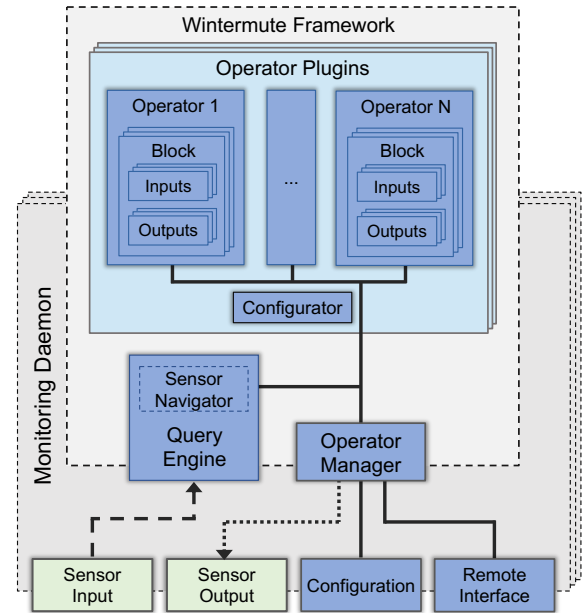 Wintermute Framework
Operator Plugins
Operator 1
Block
Inputs
Outputs
...
Operator N
Block
Inputs
Outputs
Configurator
Monitoring Daemon
Sensor
Navigator
Query
Engine
Operator
Manager
Sensor
Input
Sensor
Output
Configuration
Remote
Interface